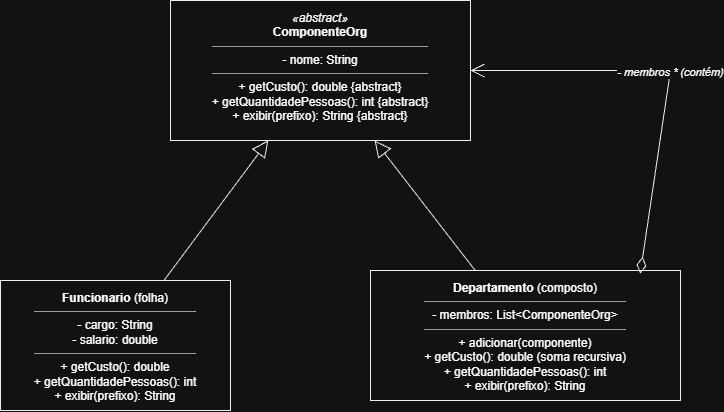 «abstract»
ComponenteOrg
- nome: String
+ getCusto(): double {abstract}
+ getQuantidadePessoas(): int {abstract}
+ exibir(prefixo): String {abstract}
- membros * (contém)
Funcionario (folha)
- cargo: String
- salario: double
+ getCusto(): double
+ getQuantidadePessoas(): int
+ exibir(prefixo): String
Departamento (composto)
- membros: List<ComponenteOrg>
+ adicionar(componente)
+ getCusto(): double (soma recursiva)
+ getQuantidadePessoas(): int
+ exibir(prefixo): String